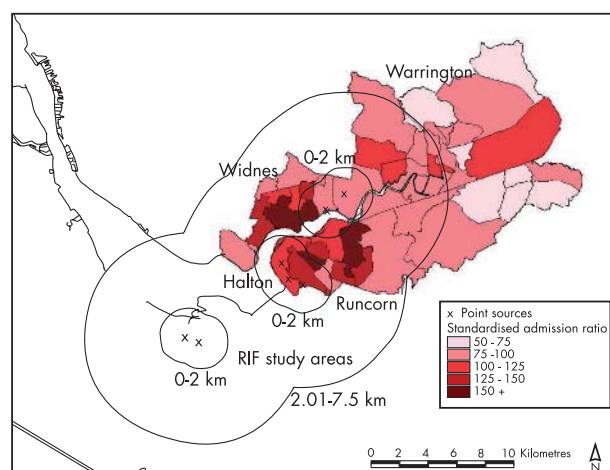 Warrington
0-2 km
Widnes
Halton
0-2 km
Runcorn
RIF study areas
0-2 km
2.01-7.5 km
x Point sources
Standardised admission ratio
50 - 75
75 -100
100 - 125
125 - 150
150 +
0 2 4 6 8 10 Kilometres
N